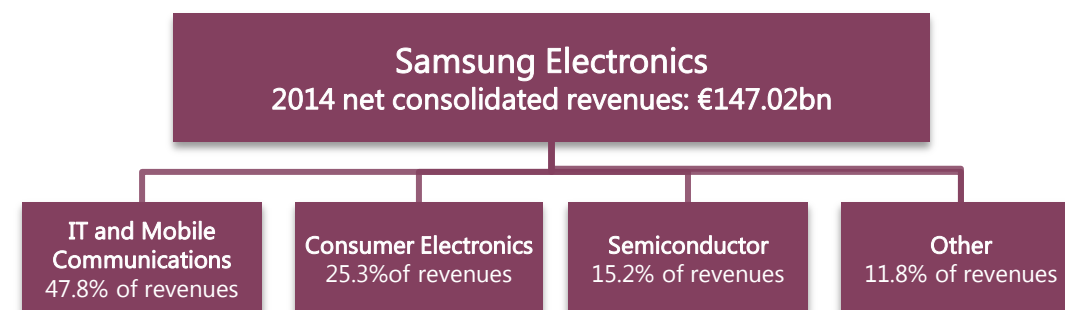 Samsung Electronics
2014 net consolidated revenues: €147.02bn
IT and Mobile
Communications
47.8% of revenues
Consumer Electronics
25.3%of revenues
Semiconductor
15.2% of revenues
Other
11.8% of revenues